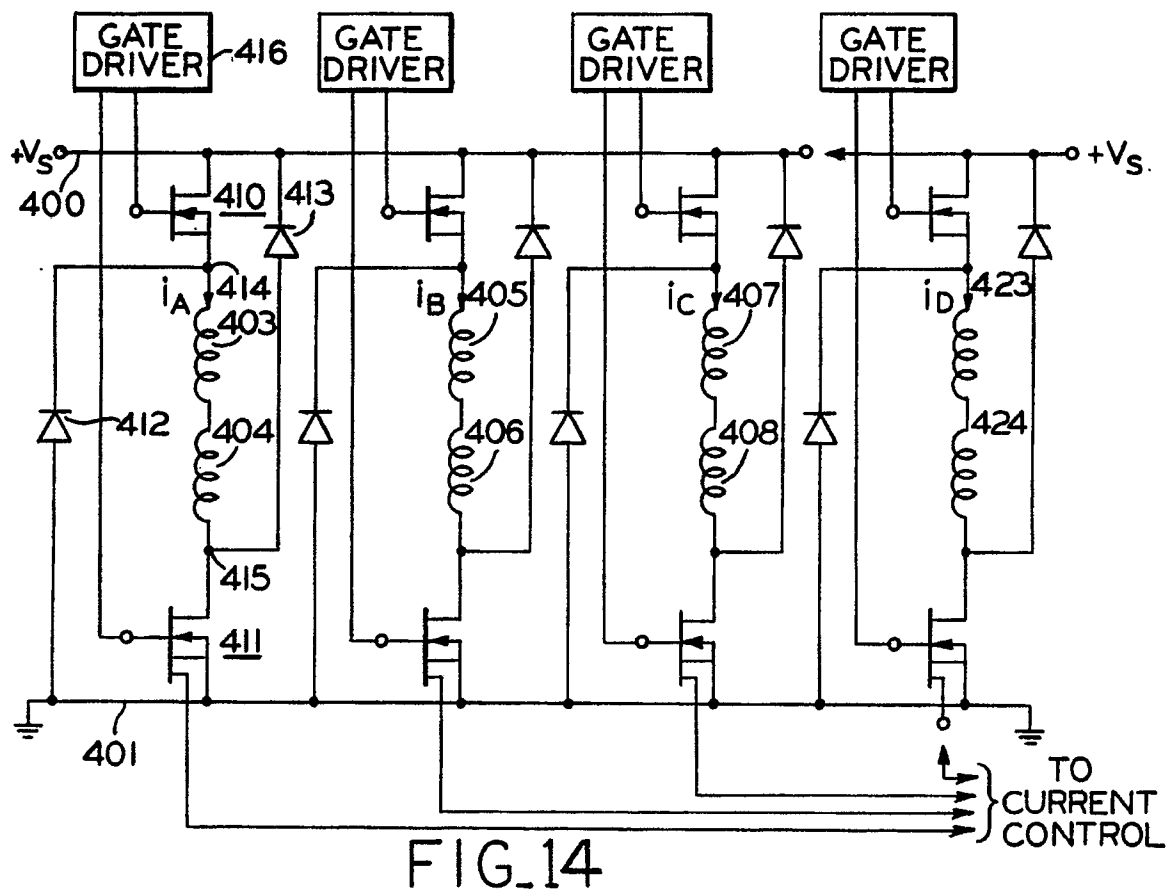 GATE DRIVER
416
GATE DRIVER
GATE DRIVER
GATE DRIVER
+VS
400
410
413
+VS.
414
iA
403
iB
405
iC
407
iD
423
412
404
406
408
424
415
411
401
TO
CURRENT
CONTROL
FIG_14